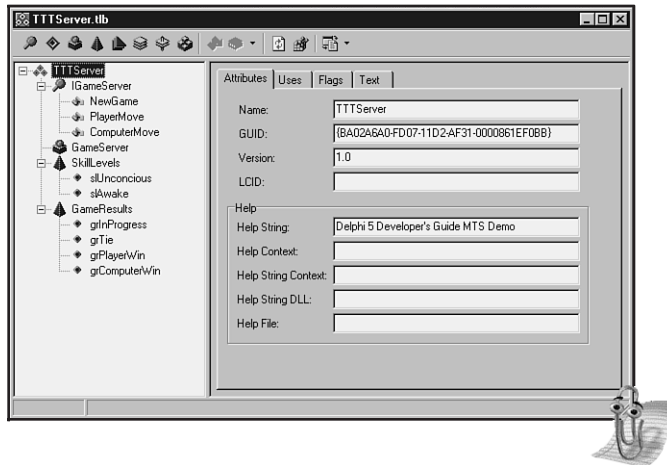 TTTServer.tlb
TTTServer
IGameServer
NewGame
PlayerMove
ComputerMove
GameServer
SkillLevels
slUnconcious
slAwake
GameResults
grInProgress
grTie
grPlayerWin
grComputerWin
Attributes Uses Flags Text
Name: TTTServer
GUID: {BA02A6A0-FD07-11D2-AF31-0000861EF0BB}
Version: 1.0
LCID:
Help
Help String: Delphi 5 Developer's Guide MTS Demo
Help Context:
Help String Context:
Help String DLL:
Help File: